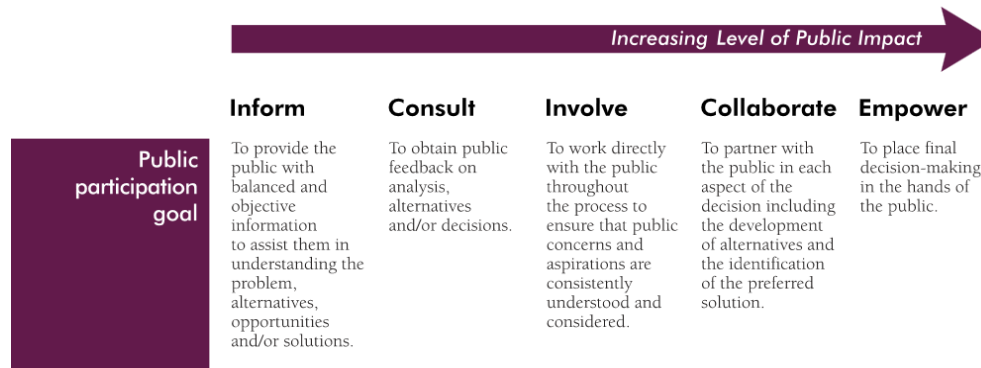 Increasing Level of Public Impact
Inform
To provide the
public with
balanced and
objective
information
to assist them in
understanding the
problem,
alternatives,
opportunities
and/or solutions.
Consult
To obtain public
feedback on
analysis,
alternatives
and/or decisions.
Involve
To work directly
with the public
throughout
the process to
ensure that public
concerns and
aspirations are
consistently
understood and
considered.
Collaborate
To partner with
the public in each
aspect of the
decision including
the development
of alternatives and
the identification
of the preferred
solution.
Empower
To place final
decision-making
in the hands of
the public.
Public
participation
goal